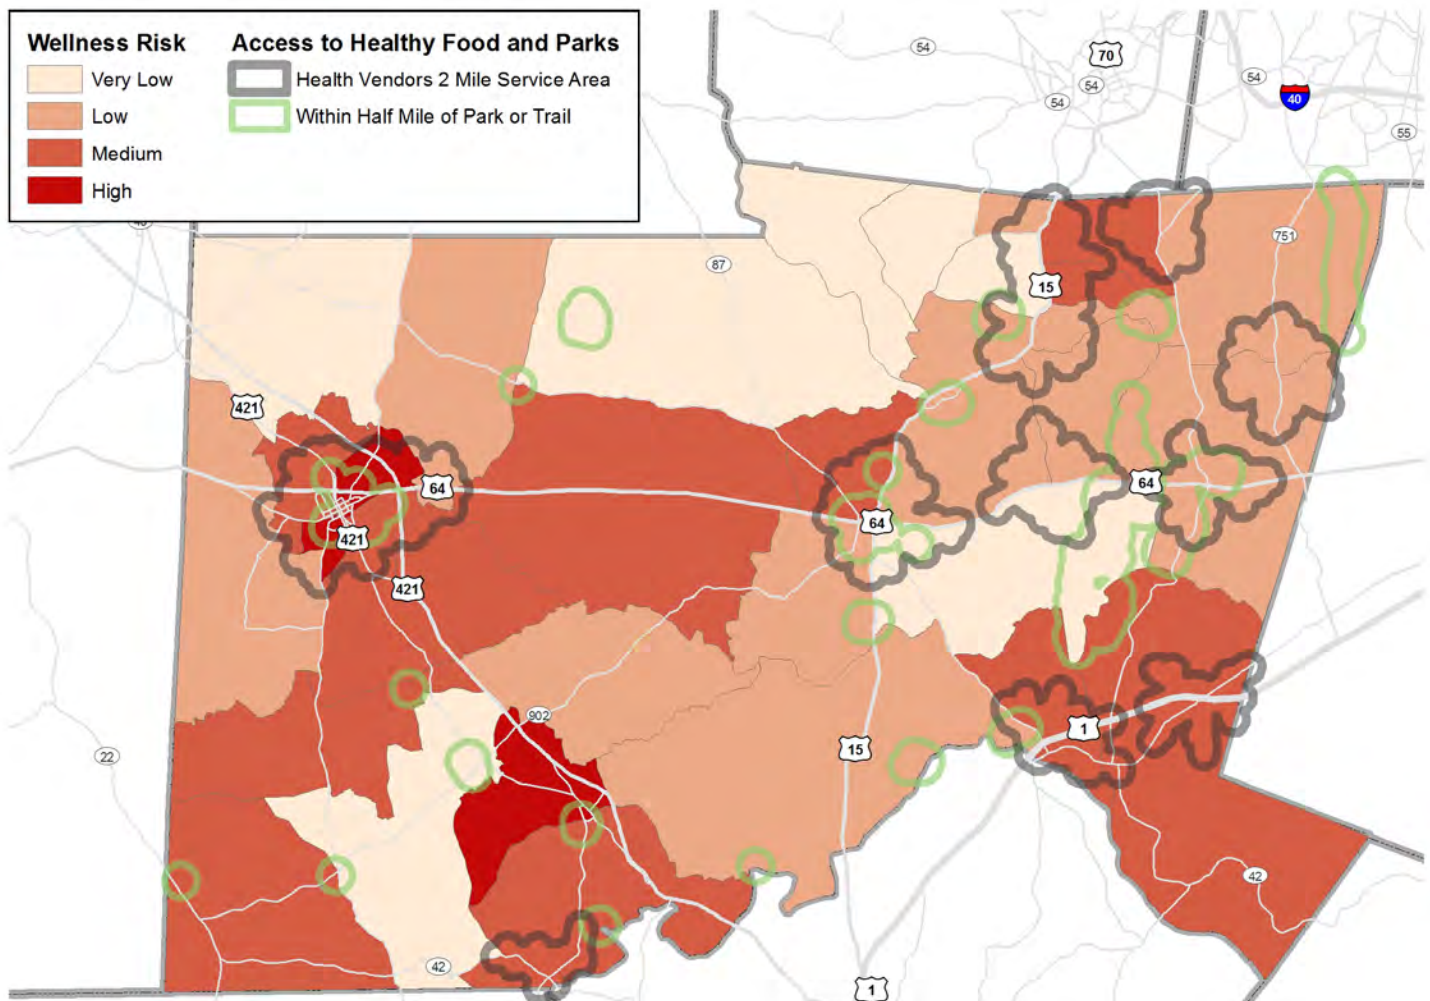 Wellness Risk
Very Low
Low
Medium
High
Access to Healthy Food and Parks
Health Vendors 2 Mile Service Area
Within Half Mile of Park or Trail
54
70
54
54
54
40
55
87
751
15
421
64
64
64
421
421
902
22
15
1
42
42
1